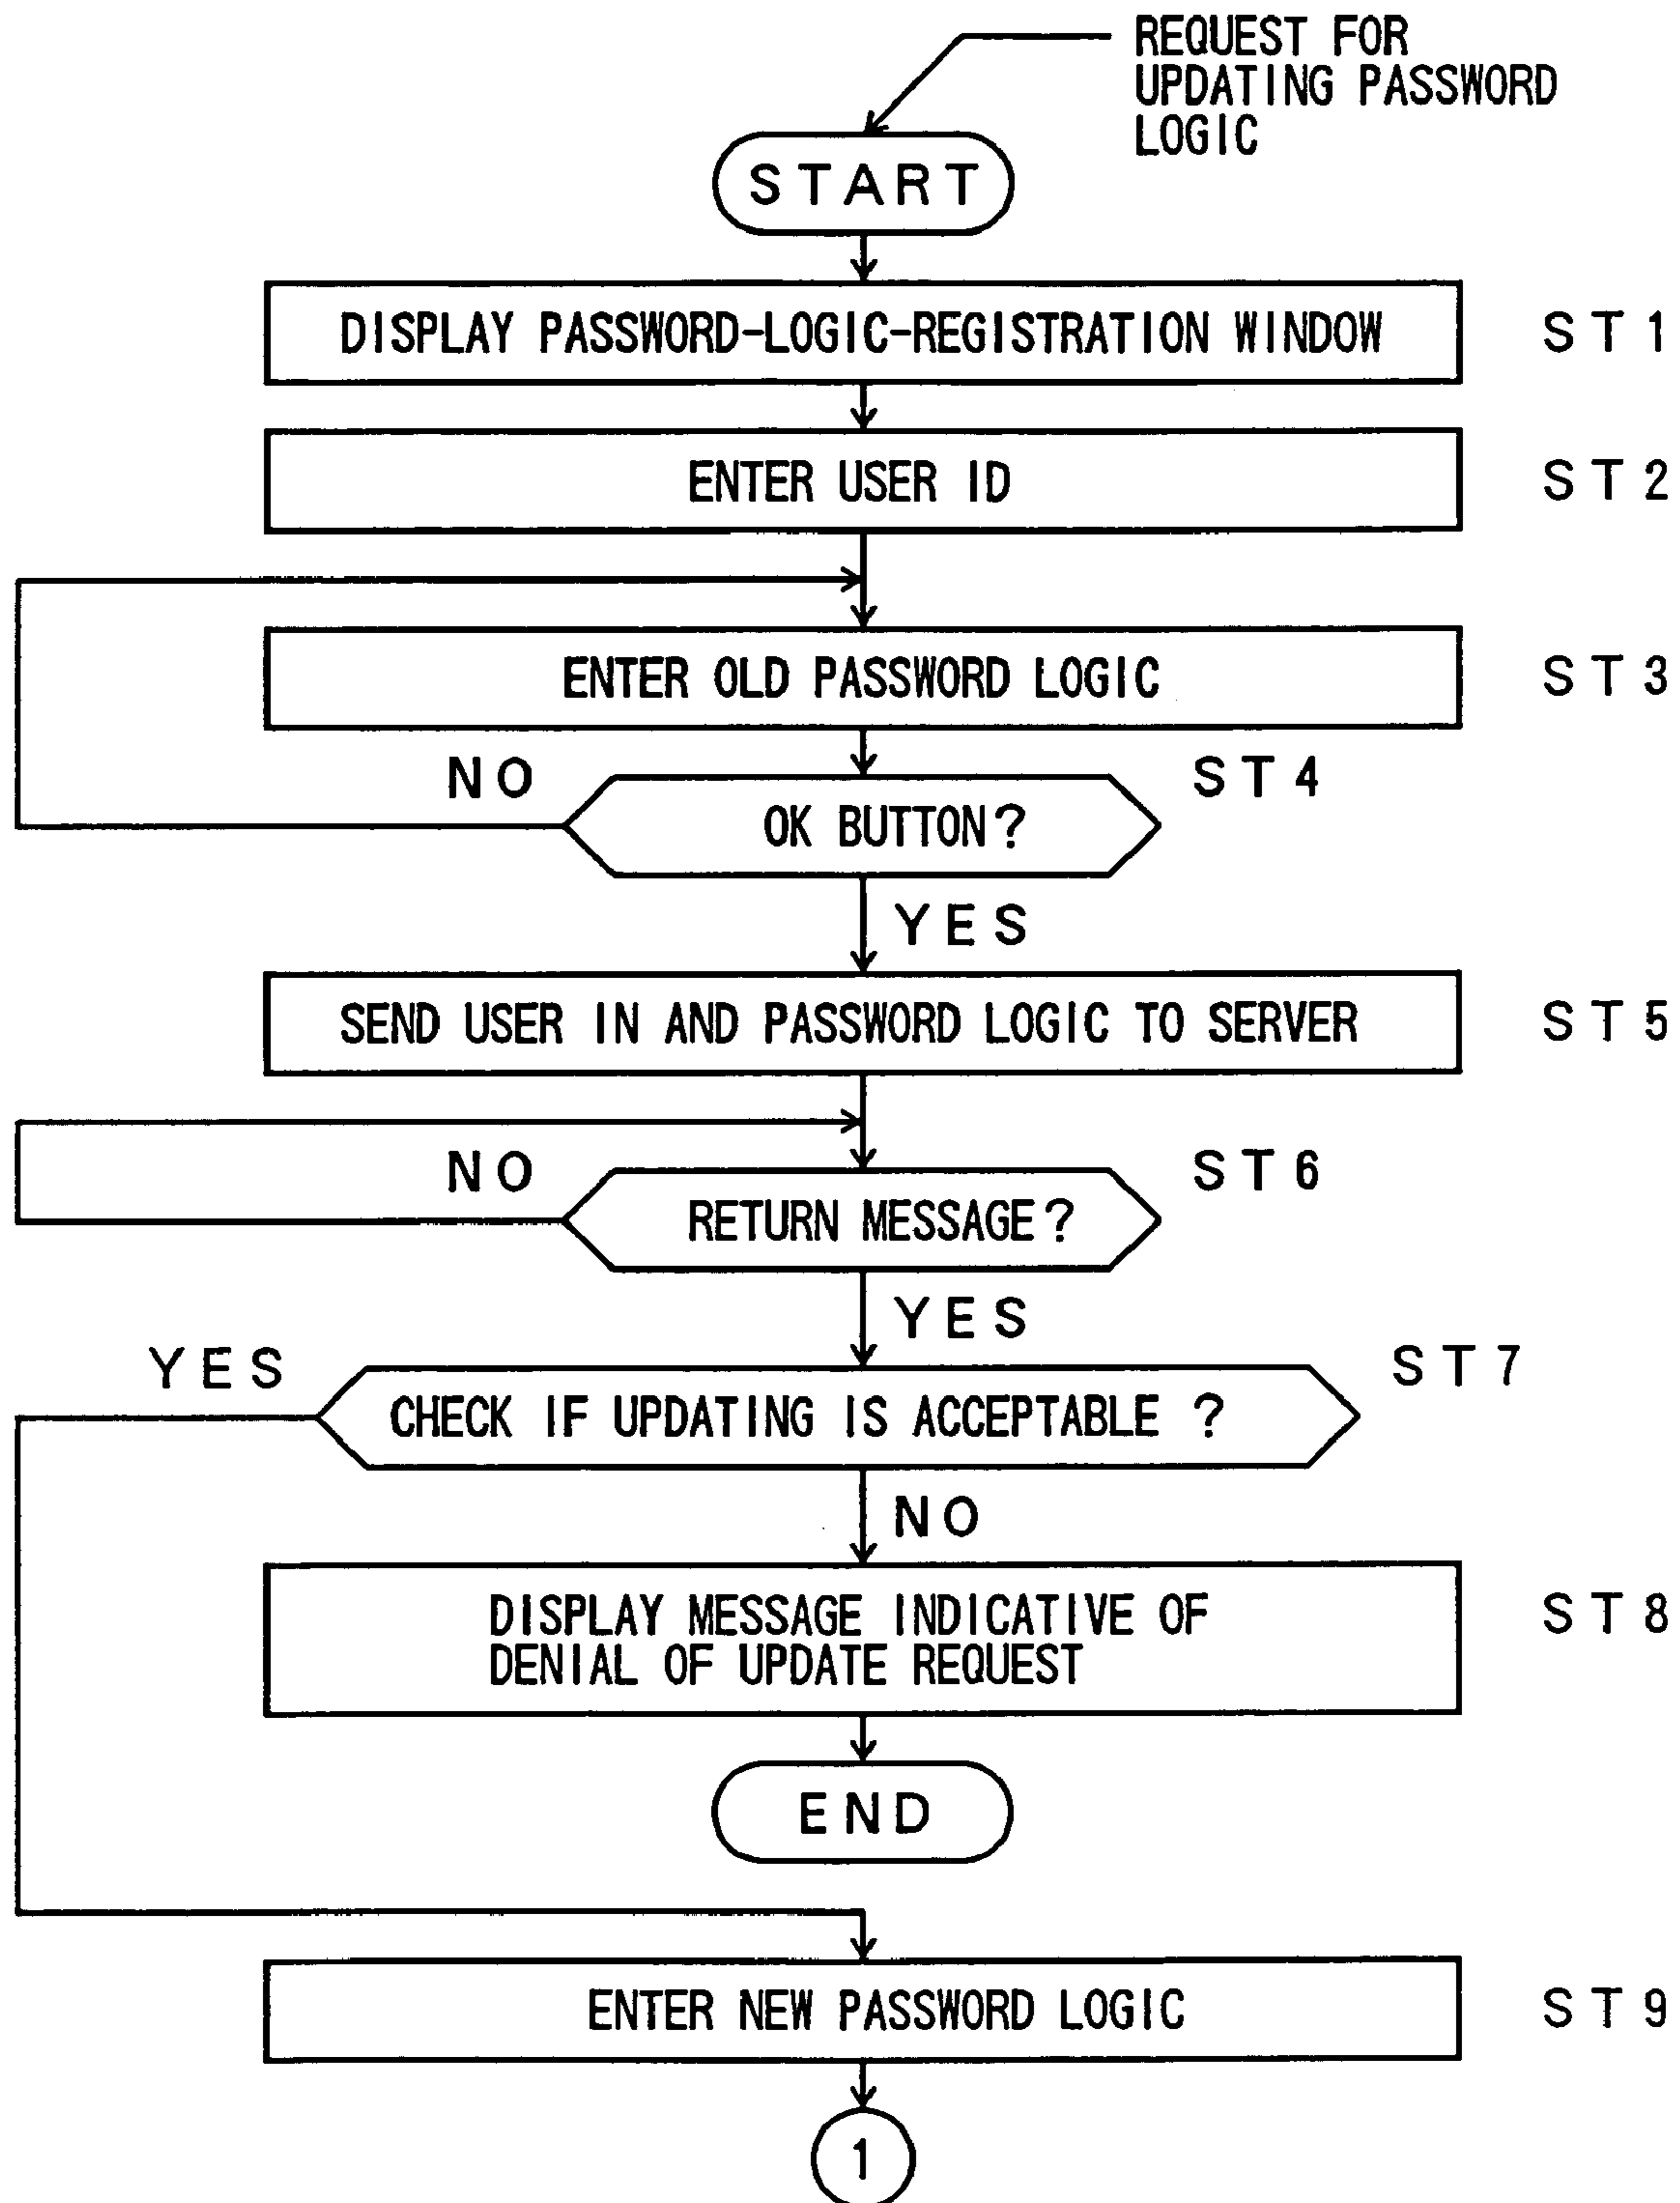 REQUEST FOR
UPDATING PASSWORD
LOGIC
START
DISPLAY PASSWORD-LOGIC-REGISTRATION WINDOW
ST1
ENTER USER ID
ST2
ENTER OLD PASSWORD LOGIC
ST3
NO
ST4
OK BUTTON?
YES
SEND USER IN AND PASSWORD LOGIC TO SERVER
ST5
NO
ST6
RETURN MESSAGE?
YES
YES
ST7
CHECK IF UPDATING IS ACCEPTABLE ?
NO
DISPLAY MESSAGE INDICATIVE OF
DENIAL OF UPDATE REQUEST
ST8
END
ENTER NEW PASSWORD LOGIC
ST9
1